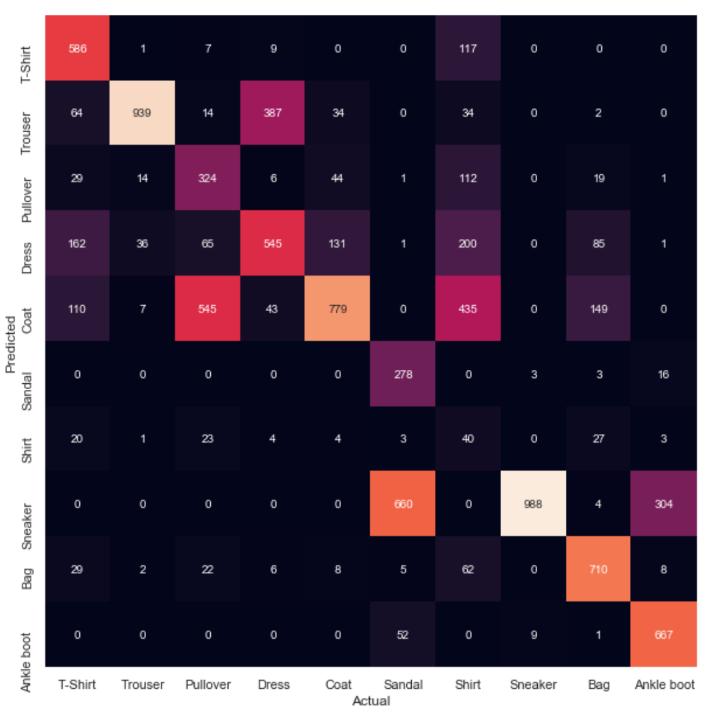 T-Shirt 586 1 7 9 0 0 117 0 0 0
Trouser 64 939 14 387 34 0 34 0 2 0
Pullover 29 14 324 6 44 1 112 0 19 1
Dress 162 36 65 545 131 1 200 0 85 1
Coat 110 7 545 43 779 0 435 0 149 0
Predicted
Sandal 0 0 0 0 0 278 0 3 3 16
Shirt 20 1 23 4 4 3 40 0 27 3
Sneaker 0 0 0 0 0 660 0 988 4 304
Bag 29 2 22 6 8 5 62 0 710 8
Ankle boot 0 0 0 0 0 52 0 9 1 667
T-Shirt Trouser Pullover Dress Coat Sandal Shirt Sneaker Bag Ankle boot
Actual